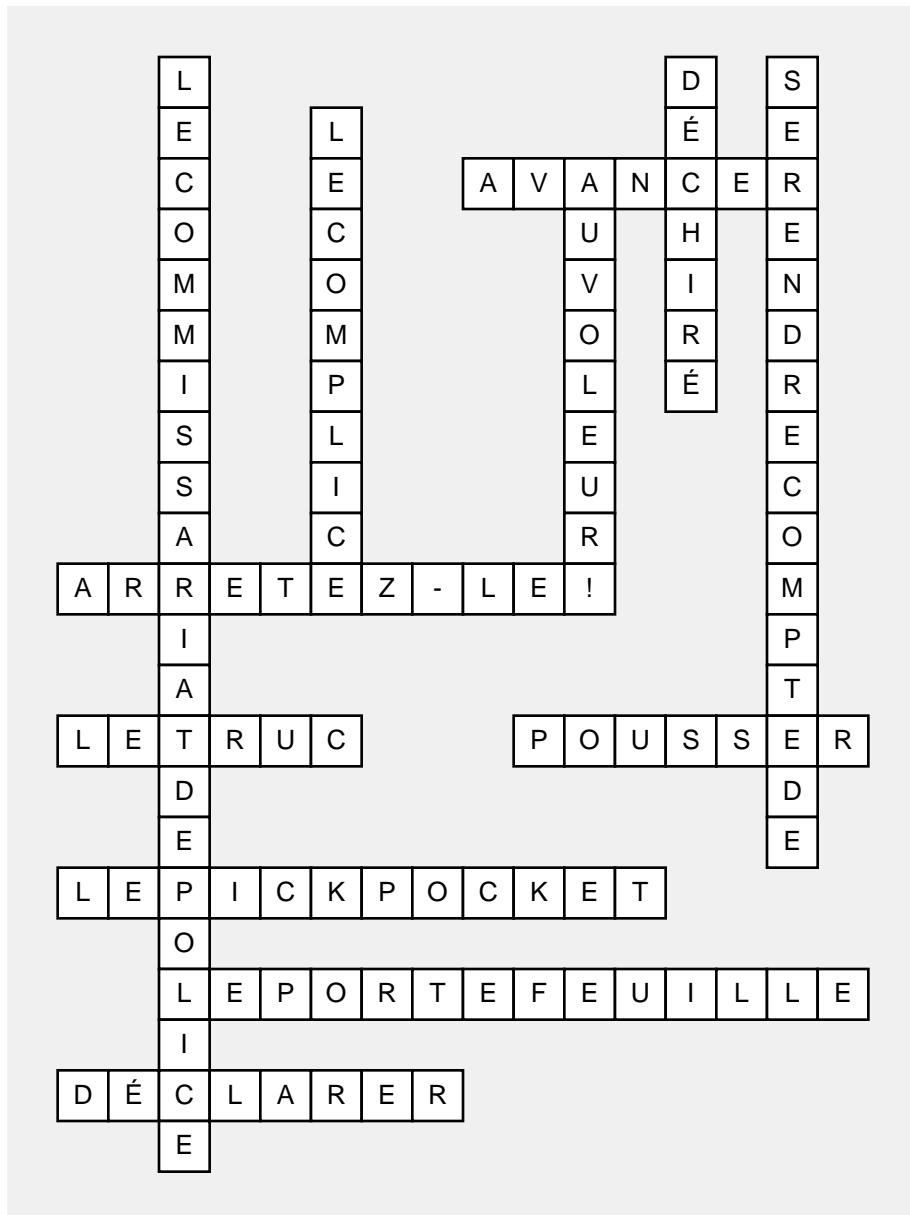 LECOMMISSARIATDEPOLICE
LECOMPLICE
DÉCHIRÉ
SERENDRECOMPTEDE
AVANCER
AUVOLEUR!
ARRETEZ-LE!
LETRUC
POUSSER
LEPICKPOCKET
LEPORTEFEUILLE
DÉCLARER